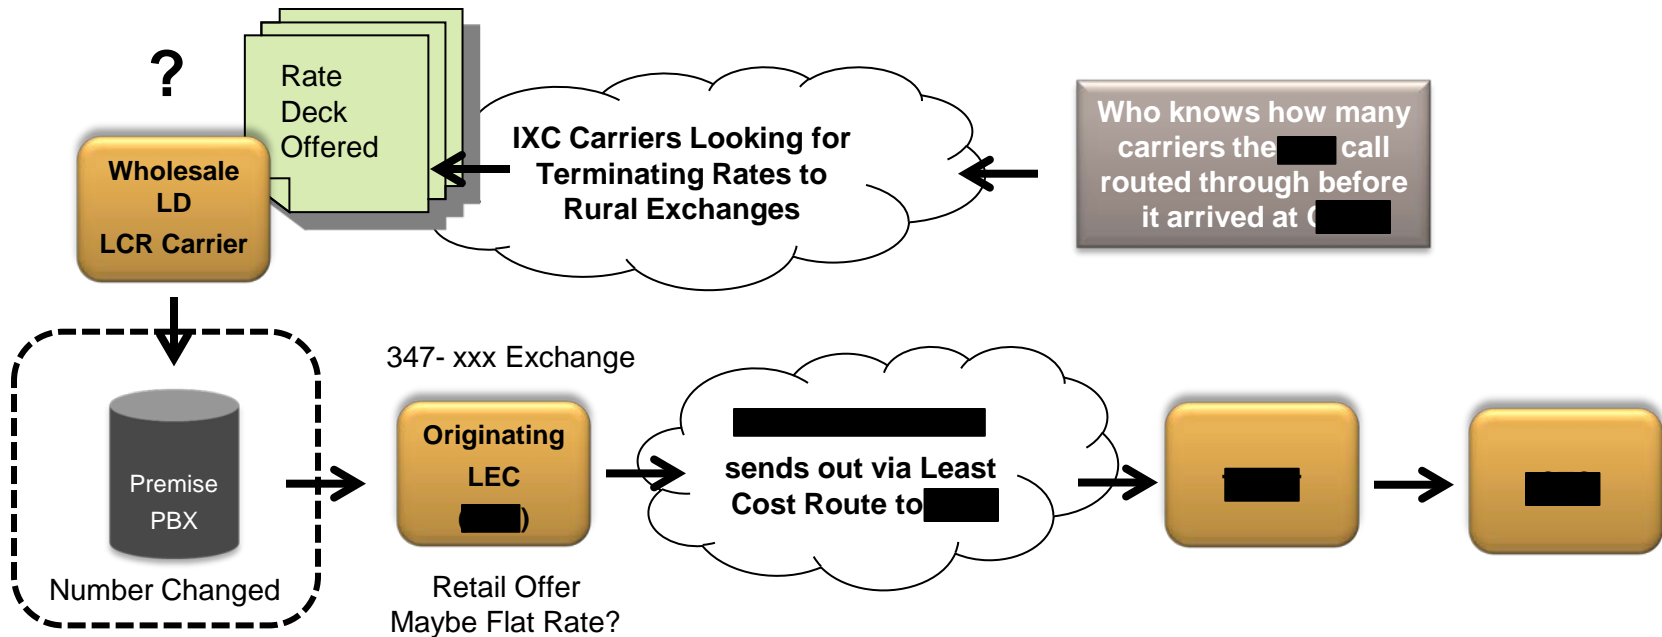 ?
Rate
Deck
Offered
Wholesale
LD
LCR Carrier
IXC Carriers Looking for
Terminating Rates to
Rural Exchanges
Who knows how many
carriers the call
routed through before
it arrived at
Premise
PBX
Number Changed
347- xxx Exchange
Originating
LEC
( )
Retail Offer
Maybe Flat Rate?
sends out via Least
Cost Route to